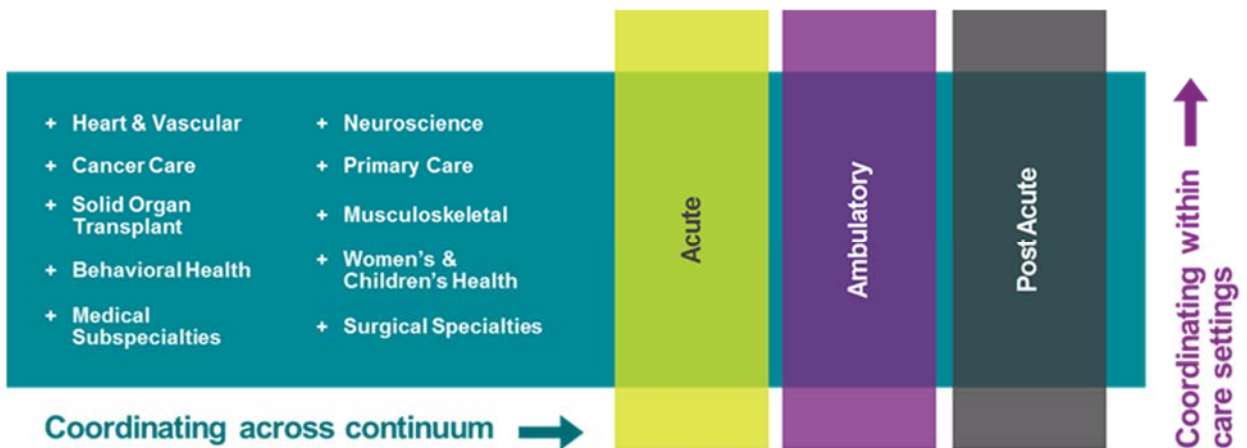 + Heart & Vascular
+ Cancer Care
+ Solid Organ
Transplant
+ Behavioral Health
+ Medical
Subspecialties
+ Neuroscience
+ Primary Care
+ Musculoskeletal
+ Women’s &
Children’s Health
+ Surgical Specialties
Acute
Ambulatory
Post Acute
Coordinating within
care settings
Coordinating across continuum